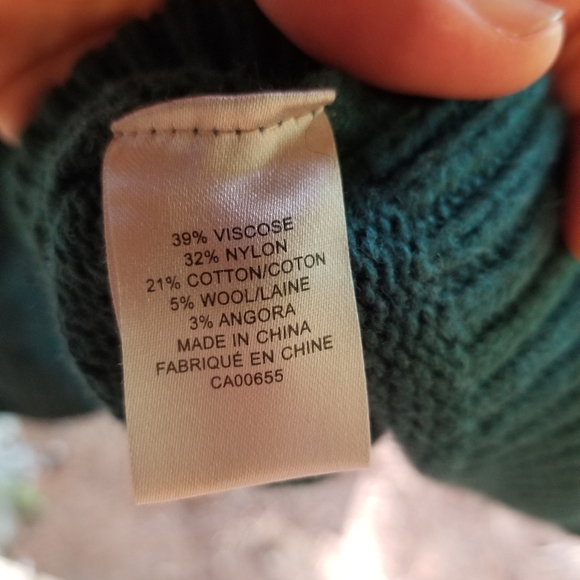 39% VISCOSE
32% NYLON
21% COTTON/COTON
5% WOOL/LAINE
3% ANGORA
MADE IN CHINA
FABRIQUÉ EN CHINE
CA00655